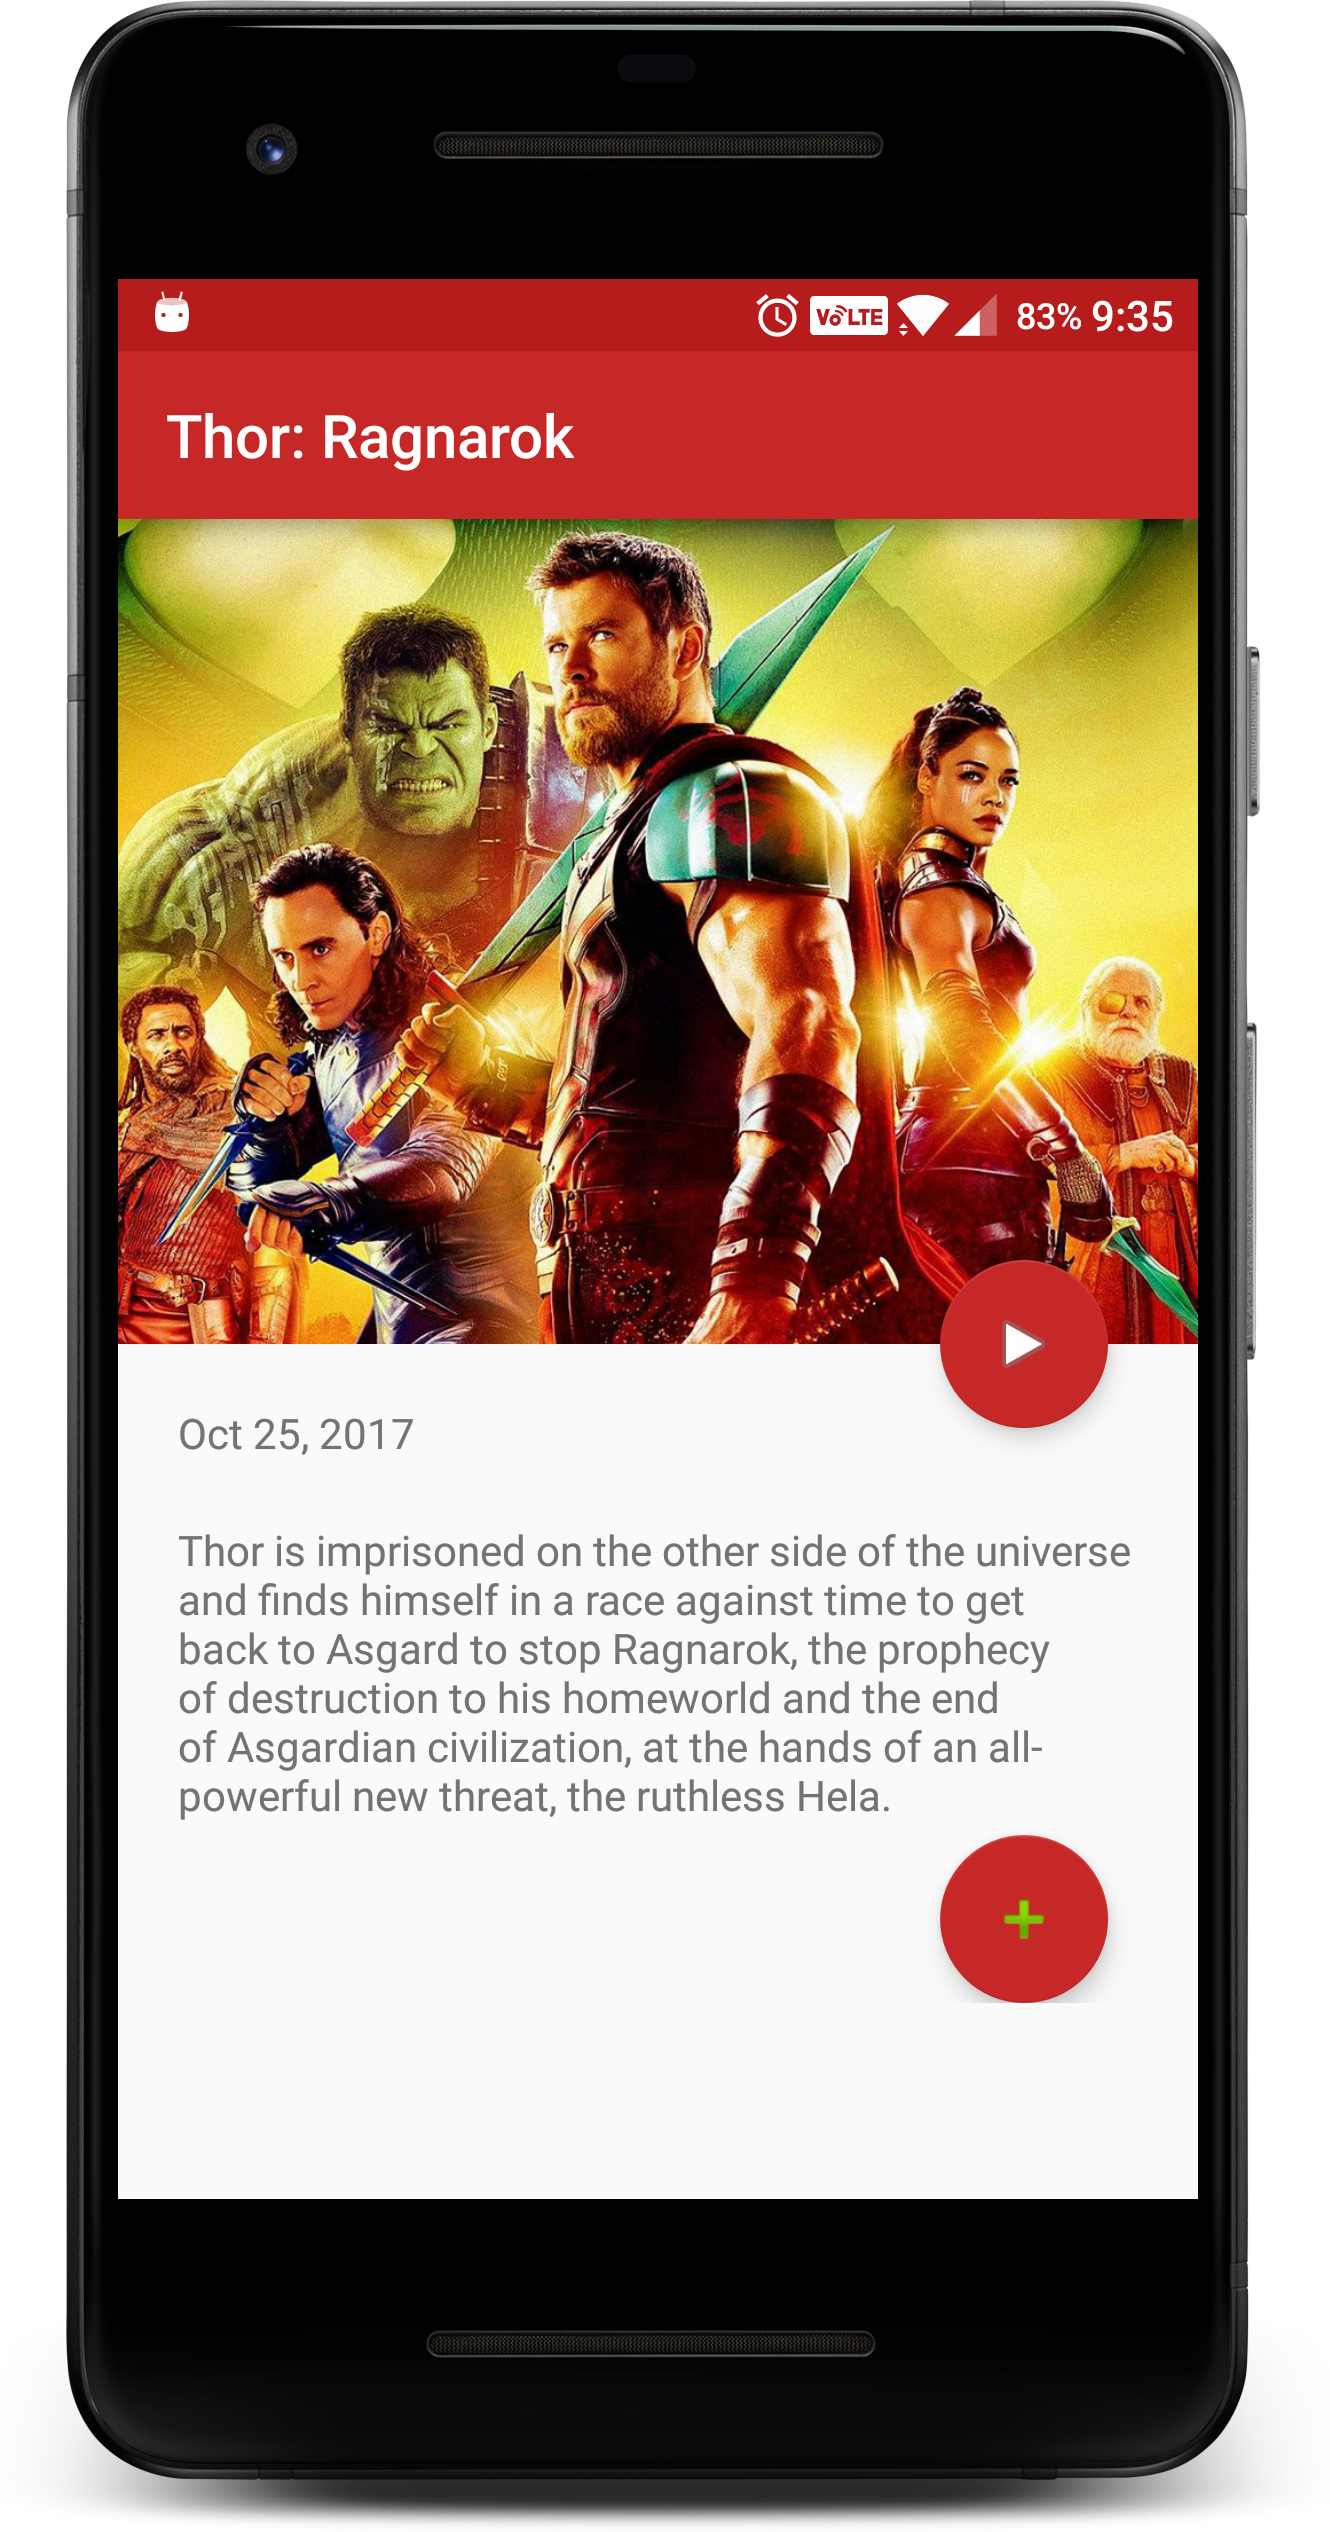 VoLTE 83% 9:35
Thor: Ragnarok
Oct 25, 2017
Thor is imprisoned on the other side of the universe
and finds himself in a race against time to get
back to Asgard to stop Ragnarok, the prophecy
of destruction to his homeworld and the end
of Asgardian civilization, at the hands of an all-
powerful new threat, the ruthless Hela.